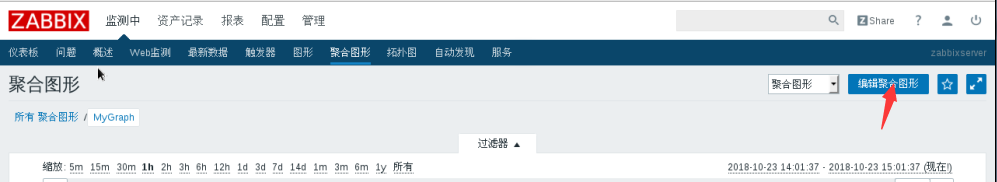 ZABBIX 监测中 资产记录 报表 配置 管理 Z Share ?
仪表板 问题 概述 Web监测 最新数据 触发器 图形 聚合图形 拓扑图 自动发现 服务 zabbixserver
聚合图形 聚合图形 编辑聚合图形
所有 聚合图形 / MyGraph
过滤器 ▲
缩放: 5m 15m 30m 1h 2h 3h 6h 12h 1d 3d 7d 14d 1m 3m 6m 1y 所有 2018-10-23 14:01:37 - 2018-10-23 15:01:37 (现在!)